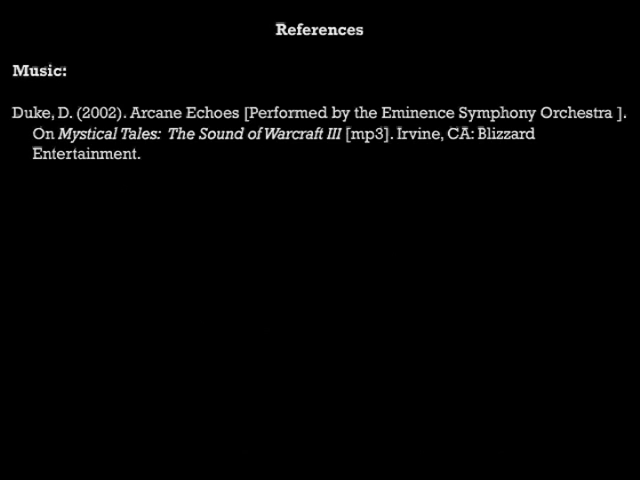 References
Music:
Duke, D. (2002). Arcane Echoes [Performed by the Eminence Symphony Orchestra ].
On Mystical Tales:  The Sound of Warcraft III [mp3]. Irvine, CA: Blizzard
Entertainment.